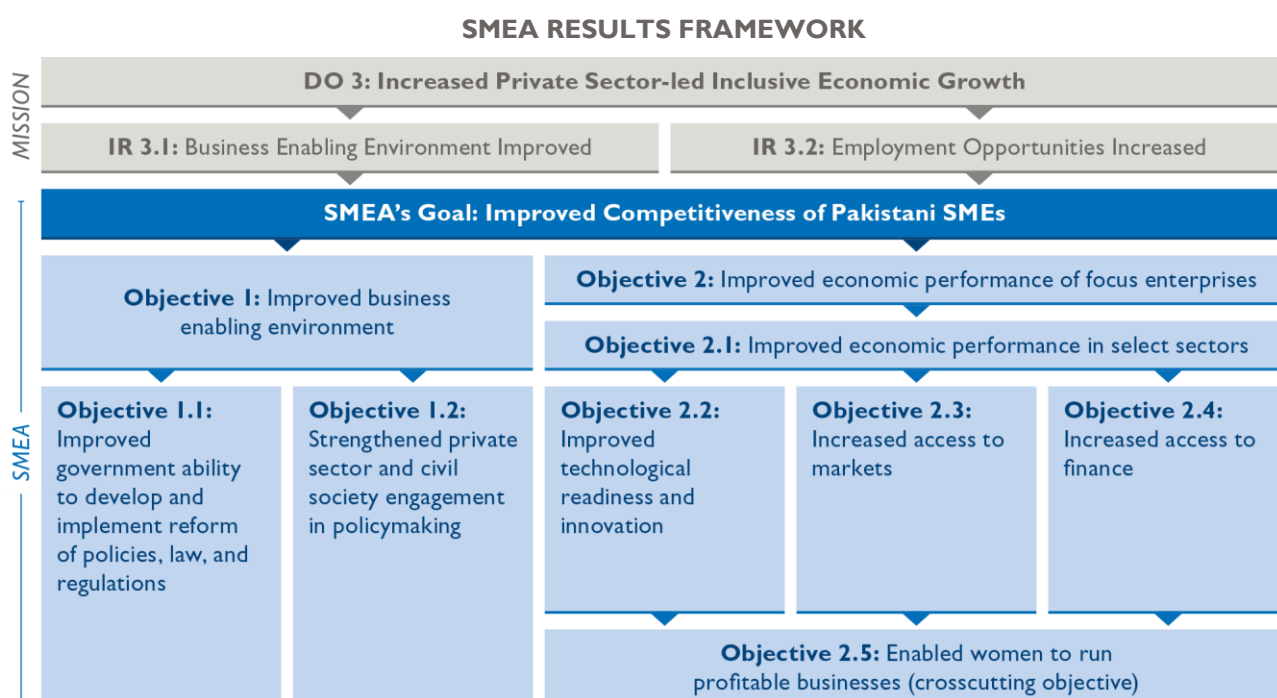 SMEA RESULTS FRAMEWORK
MISSION
DO 3: Increased Private Sector-led Inclusive Economic Growth
IR 3.1: Business Enabling Environment Improved
IR 3.2: Employment Opportunities Increased
SMEA
SMEA's Goal: Improved Competitiveness of Pakistani SMEs
Objective 1: Improved business
enabling environment
Objective 2: Improved economic performance of focus enterprises
Objective 2.1: Improved economic performance in select sectors
Objective 1.1:
Improved
government ability
to develop and
implement reform
of policies, law, and
regulations
Objective 1.2:
Strengthened private
sector and civil
society engagement
in policymaking
Objective 2.2:
Improved
technological
readiness and
innovation
Objective 2.3:
Increased access to
markets
Objective 2.4:
Increased access to
finance
Objective 2.5: Enabled women to run
profitable businesses (crosscutting objective)